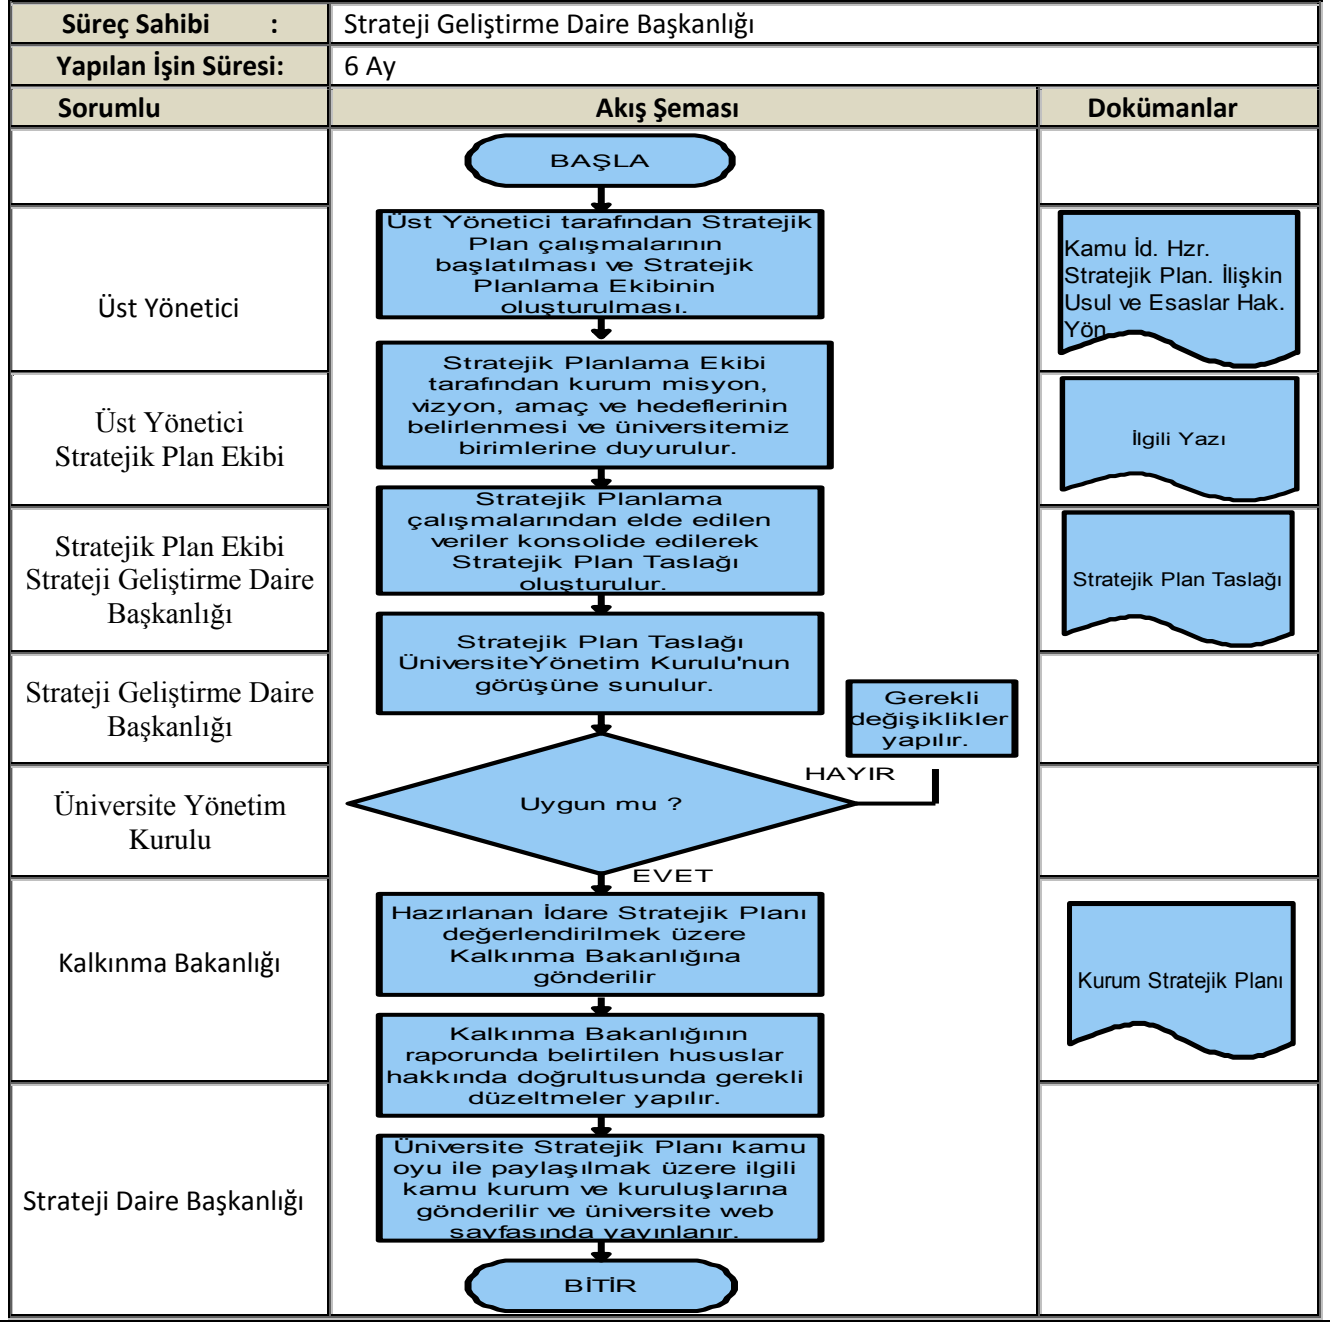 Süreç Sahibi :
Strateji Geliştirme Daire Başkanlığı
Yapılan İşin Süresi:
6 Ay
Sorumlu
Akış Şeması
Dokümanlar
BAŞLA
Üst Yönetici
Üst Yönetici tarafından Stratejik
Plan çalışmalarının
başlatılması ve Stratejik
Planlama Ekibinin
oluşturulması.
Kamu İd. Hzr.
Stratejik Plan. İlişkin
Usul ve Esaslar Hak.
Yön
Üst Yönetici
Stratejik Plan Ekibi
Stratejik Planlama Ekibi
tarafından kurum misyon,
vizyon, amaç ve hedeflerinin
belirlenmesi ve üniversitemiz
birimlerine duyurulur.
İlgili Yazı
Stratejik Plan Ekibi
Strateji Geliştirme Daire
Başkanlığı
Stratejik Planlama
çalışmalarından elde edilen
veriler konsolide edilerek
Stratejik Plan Taslağı
oluşturulur.
Stratejik Plan Taslağı
Strateji Geliştirme Daire
Başkanlığı
Stratejik Plan Taslağı
ÜniversiteYönetim Kurulu'nun
görüşüne sunulur.
Gerekli
değişiklikler
yapılır.
HAYIR
Üniversite Yönetim
Kurulu
Uygun mu ?
EVET
Kalkınma Bakanlığı
Hazırlanan İdare Stratejik Planı
değerlendirilmek üzere
Kalkınma Bakanlığına
gönderilir
Kurum Stratejik Planı
Kalkınma Bakanlığının
raporunda belirtilen hususlar
hakkında doğrultusunda gerekli
düzeltmeler yapılır.
Strateji Daire Başkanlığı
Üniversite Stratejik Planı kamu
oyu ile paylaşılmak üzere ilgili
kamu kurum ve kuruluşlarına
gönderilir ve üniversite web
sayfasında yayınlanır.
BİTİR